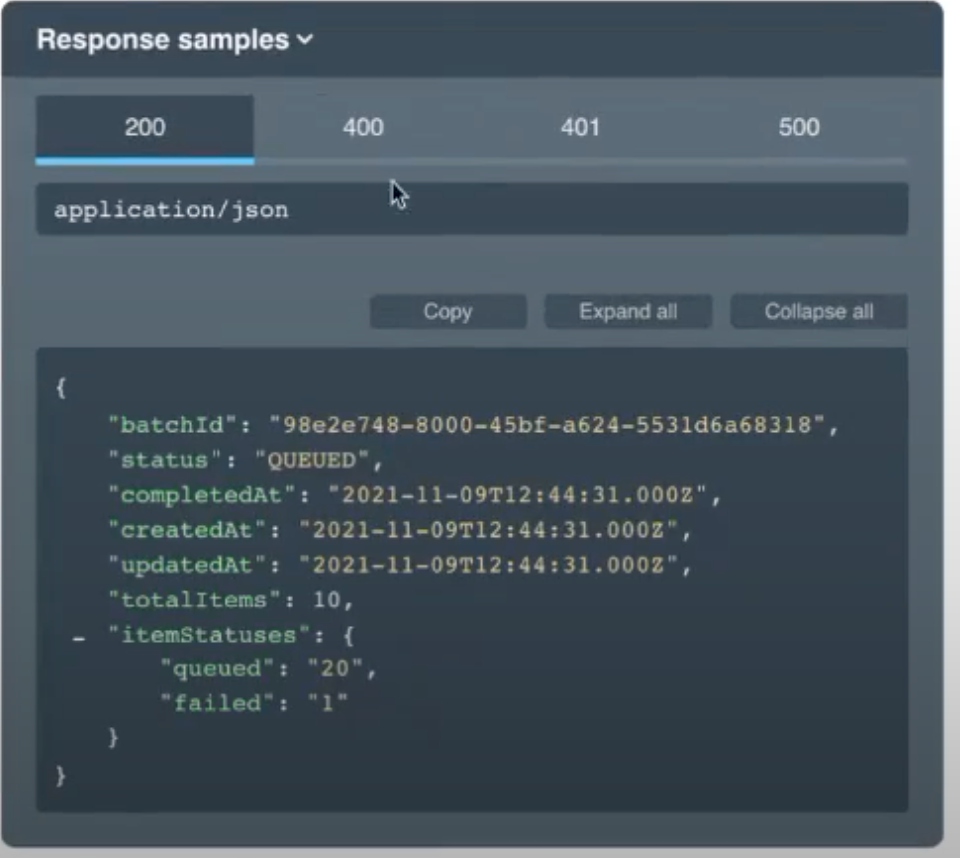 Response samples
200 400 401 500
application/json
Copy Expand all Collapse all
{
"batchId": "98e2e748-8000-45bf-a624-5531d6a68318",
"status": "QUEUED",
"completedAt": "2021-11-09T12:44:31.000Z",
"createdAt": "2021-11-09T12:44:31.000Z",
"updatedAt": "2021-11-09T12:44:31.000Z",
"totalItems": 10,
- "itemStatuses": {
"queued": "20",
"failed": "1"
}
}